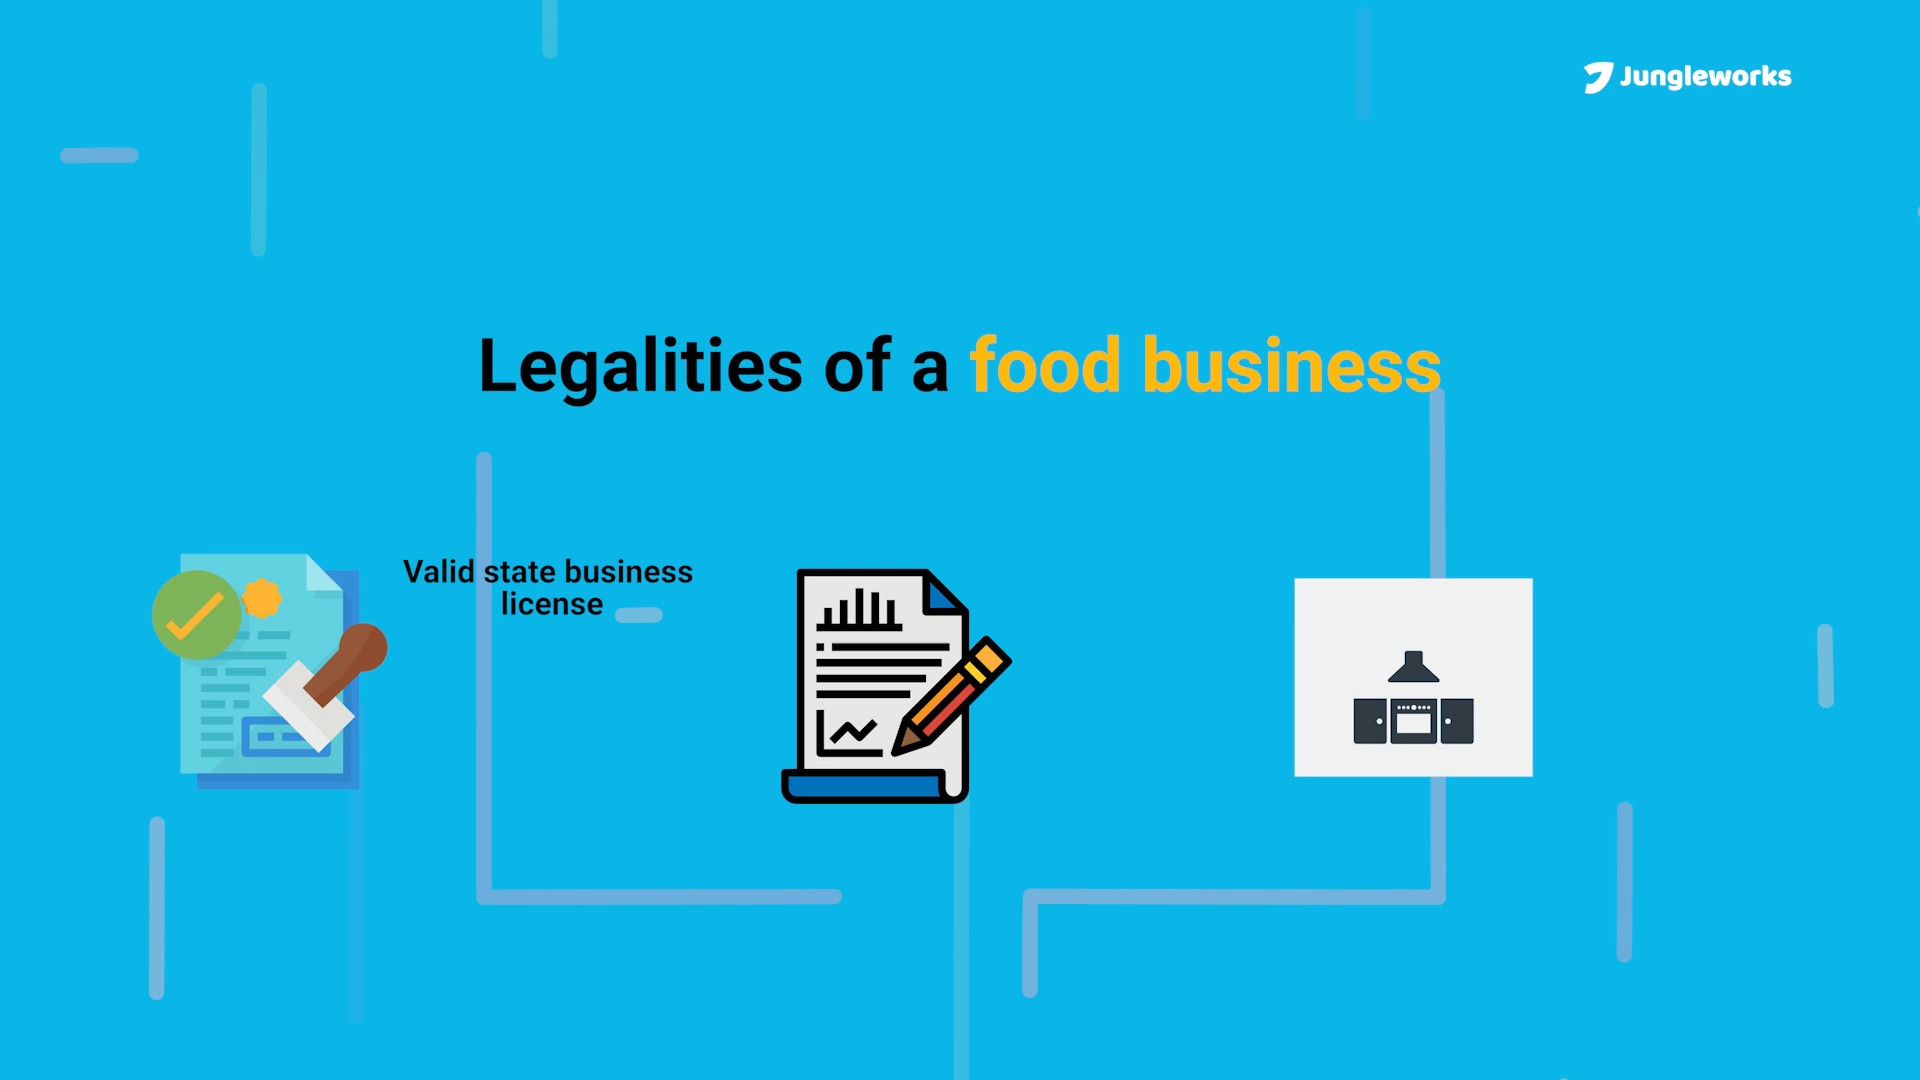 Jungleworks
Legalities of a food business
Valid state business
license